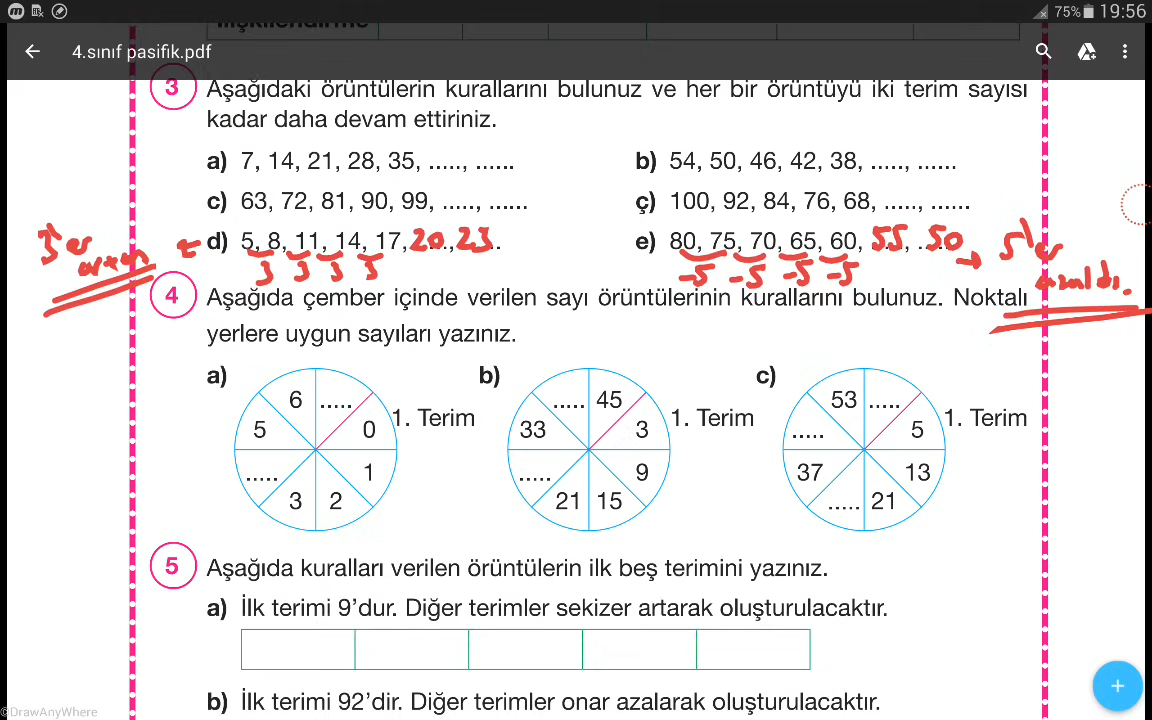 75% 19:56
4.sınıf pasifik.pdf
3 Aşağıdaki örüntülerin kurallarını bulunuz ve her bir örüntüyü iki terim sayısı
kadar daha devam ettiriniz.
a) 7, 14, 21, 28, 35, ....., ......
b) 54, 50, 46, 42, 38, ....., ......
c) 63, 72, 81, 90, 99, ....., ......
ç) 100, 92, 84, 76, 68, ....., ......
3'er artan
d) 5, 8, 11, 14, 17, 20, 23.
3 3 3 3
e) 80, 75, 70, 65, 60, 55, 50 → 5'er azaldı.
-5 -5 -5 -5
4 Aşağıda çember içinde verilen sayı örüntülerinin kurallarını bulunuz. Noktalı
yerlere uygun sayıları yazınız.
a) 6 ..... 5 0 ..... 1 3 2 1. Terim
b) ..... 45 33 3 ..... 9 21 15 1. Terim
c) 53 ..... ..... 5 37 13 ..... 21 1. Terim
5 Aşağıda kuralları verilen örüntülerin ilk beş terimini yazınız.
a) İlk terimi 9'dur. Diğer terimler sekizer artarak oluşturulacaktır.
b) İlk terimi 92'dir. Diğer terimler onar azalarak oluşturulacaktır.
©DrawAnyWhere